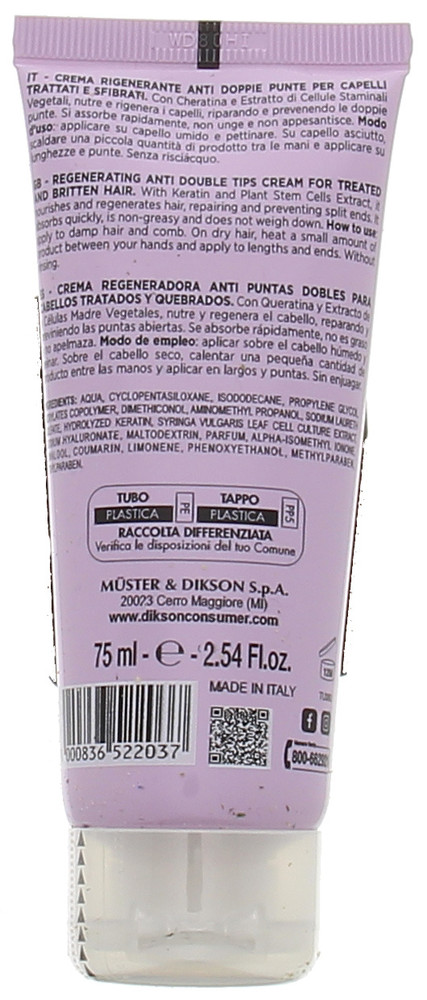 WD80HI
IT - CREMA RIGENERANTE ANTI DOPPIE PUNTE PER CAPELLI
TRATTATI E SFIBRATI. Con Cheratina e Estratto di Cellule Staminali
Vegetali, nutre e rigenera i capelli, riparando e prevenendo le doppie
punte. Si assorbe rapidamente, non unge e non appesantisce. Modo
d'uso: applicare su capello umido e pettinare. Su capello asciutto,
scaldare una piccola quantità di prodotto tra le mani e applicare su
lunghezze e punte. Senza risciacquo.
GB - REGENERATING ANTI DOUBLE TIPS CREAM FOR TREATED
AND BRITTEN HAIR. With Keratin and Plant Stem Cells Extract, it
nourishes and regenerates hair, repairing and preventing split ends. It
absorbs quickly, is non-greasy and does not weigh down. How to use:
apply to damp hair and comb. On dry hair, heat a small amount of
product between your hands and apply to lengths and ends. Without
- CREMA REGENERADORA ANTI PUNTAS DOBLES PARA
CABELLOS TRATADOS Y QUEBRADOS. Con Queratina y Extracto de
Células Madre Vegetales, nutre y regenera el cabello, reparando y
previniendo las puntas abiertas. Se absorbe rápidamente, no es graso
apelmaza. Modo de empleo: aplicar sobre el cabello húmedo y
Sobre el cabello seco, calentar una pequeña cantidad de
producto entre las manos y aplicar en largos y puntas. Sin enjuagar.
INGREDIENTS: AQUA, CYCLOPENTASILOXANE, ISODODECANE, PROPYLENE GLYCOL,
COPOLYMER, DIMETHICONOL, AMINOMETHYL PROPANOL, SODIUM LAURETH
HYDROLYZED KERATIN, SYRINGA VULGARIS LEAF CELL CULTURE EXTRACT,
HYALURONATE, MALTODEXTRIN, PARFUM, ALPHA-ISOMETHYL IONONE,
COUMARIN, LIMONENE, PHENOXYETHANOL, METHYLPARABEN,
TUBO
PLASTICA
PE
TAPPO
PLASTICA
PP5
RACCOLTA DIFFERENZIATA
Verifica le disposizioni del tuo Comune
MÜSTER & DIKSON S.p.A.
20023 Cerro Maggiore (MI)
www.diksonconsumer.com
75 ml - ℮ - 2.54 Fl.oz.
MADE IN ITALY
12M
000836 522037